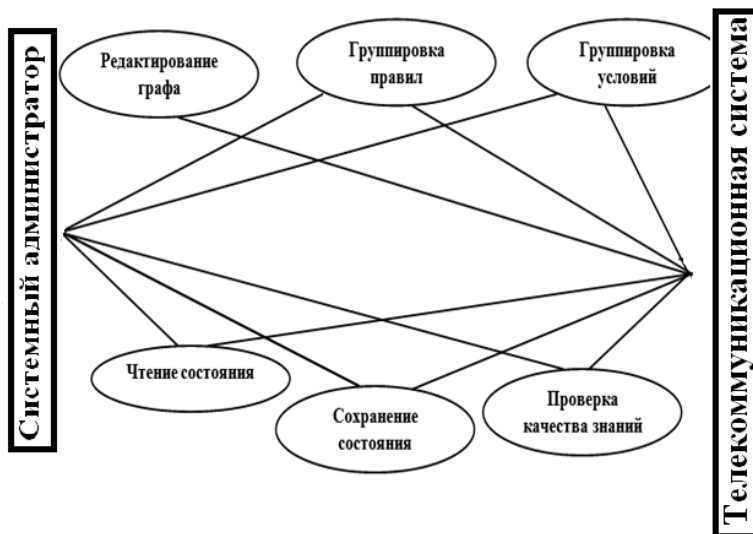 Системный администратор
Редактирование
графа
Группировка
правил
Группировка
условий
Чтение состояния
Сохранение
состояния
Проверка
качества знаний
Телекоммуникационная система